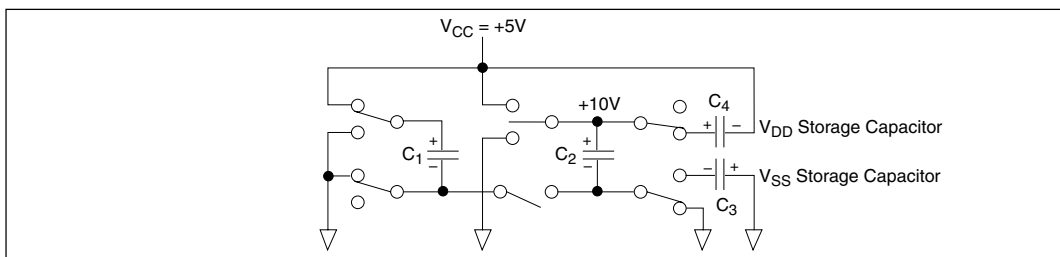 V_CC = +5V
+10V
C_4
+ −
V_DD Storage Capacitor
+
C_1
−
+
C_2
−
− +
V_SS Storage Capacitor
C_3